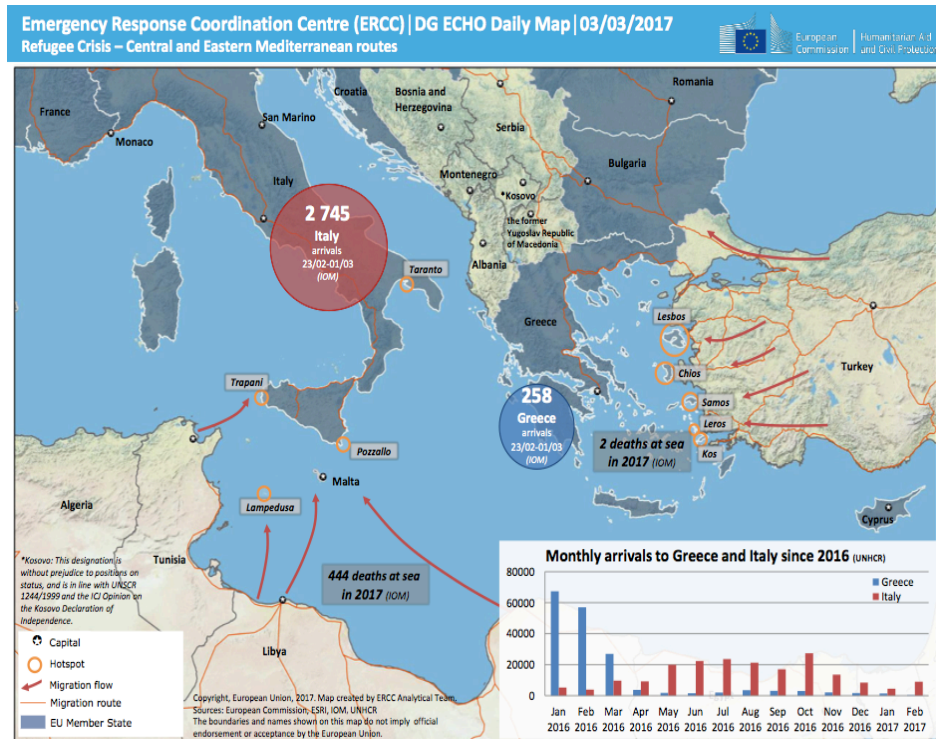 Emergency Response Coordination Centre (ERCC)|DG ECHO Daily Map|03/03/2017
Refugee Crisis – Central and Eastern Mediterranean routes
European
Commission
Humanitarian Aid
and Civil Protection
France
Monaco
San Marino
Italy
Croatia
Bosnia and
Herzegovina
Serbia
Romania
Bulgaria
Montenegro
*Kosovo
the former
Yugoslav Republic
of Macedonia
Albania
Greece
Turkey
Cyprus
Malta
Algeria
Tunisia
Libya
2 745
Italy
arrivals
23/02-01/03
(IOM)
258
Greece
arrivals
23/02-01/03
(IOM)
Taranto
Trapani
Pozzallo
Lampedusa
Lesbos
Chios
Samos
Leros
Kos
2 deaths at sea
in 2017 (IOM)
444 deaths at sea
in 2017 (IOM)
*Kosovo: This designation is
without prejudice to positions on
status, and is in line with UNSCR
1244/1999 and the ICJ Opinion on
the Kosovo Declaration of
Independence.
Capital
Hotspot
Migration flow
Migration route
EU Member State
Copyright, European Union, 2017. Map created by ERCC Analytical Team.
Sources: European Commission, ESRI, IOM, UNHCR
The boundaries and names shown on this map do not imply official
endorsement or acceptance by the European Union.
Monthly arrivals to Greece and Italy since 2016 (UNHCR)
80000
60000
40000
20000
0
Greece
Italy
Jan Feb Mar Apr May Jun Jul Aug Sep Oct Nov Dec Jan Feb
2016 2016 2016 2016 2016 2016 2016 2016 2016 2016 2016 2016 2017 2017